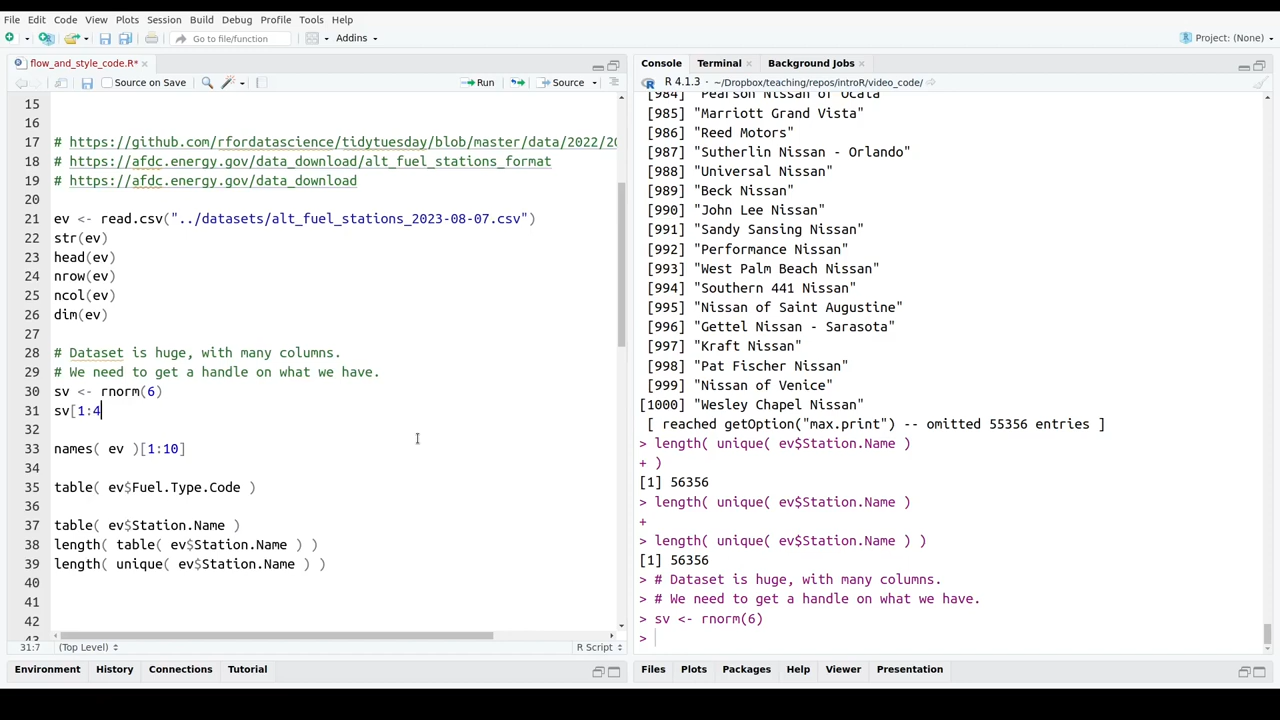 File Edit Code View Plots Session Build Debug Profile Tools Help
Go to file/function Addins Project: (None)
flow_and_style_code.R*
Source on Save Run Source
15
16
17 # https://github.com/rfordatascience/tidytuesday/blob/master/data/2022/20
18 # https://afdc.energy.gov/data_download/alt_fuel_stations_format
19 # https://afdc.energy.gov/data_download
20
21 ev <- read.csv("../datasets/alt_fuel_stations_2023-08-07.csv")
22 str(ev)
23 head(ev)
24 nrow(ev)
25 ncol(ev)
26 dim(ev)
27
28 # Dataset is huge, with many columns.
29 # We need to get a handle on what we have.
30 sv <- rnorm(6)
31 sv[1:4
32
33 names( ev )[1:10]
34
35 table( ev$Fuel.Type.Code )
36
37 table( ev$Station.Name )
38 length( table( ev$Station.Name ) )
39 length( unique( ev$Station.Name ) )
40
41
42
43
31:7 (Top Level) R Script
Environment History Connections Tutorial
Console Terminal Background Jobs
R 4.1.3 · ~/Dropbox/teaching/repos/introR/video_code/
[984] "Pearson Nissan of Ocala"
[985] "Marriott Grand Vista"
[986] "Reed Motors"
[987] "Sutherlin Nissan - Orlando"
[988] "Universal Nissan"
[989] "Beck Nissan"
[990] "John Lee Nissan"
[991] "Sandy Sansing Nissan"
[992] "Performance Nissan"
[993] "West Palm Beach Nissan"
[994] "Southern 441 Nissan"
[995] "Nissan of Saint Augustine"
[996] "Gettel Nissan - Sarasota"
[997] "Kraft Nissan"
[998] "Pat Fischer Nissan"
[999] "Nissan of Venice"
[1000] "Wesley Chapel Nissan"
[ reached getOption("max.print") -- omitted 55356 entries ]
> length( unique( ev$Station.Name )
+ )
[1] 56356
> length( unique( ev$Station.Name )
+
> length( unique( ev$Station.Name ) )
[1] 56356
> # Dataset is huge, with many columns.
> # We need to get a handle on what we have.
> sv <- rnorm(6)
>
Files Plots Packages Help Viewer Presentation